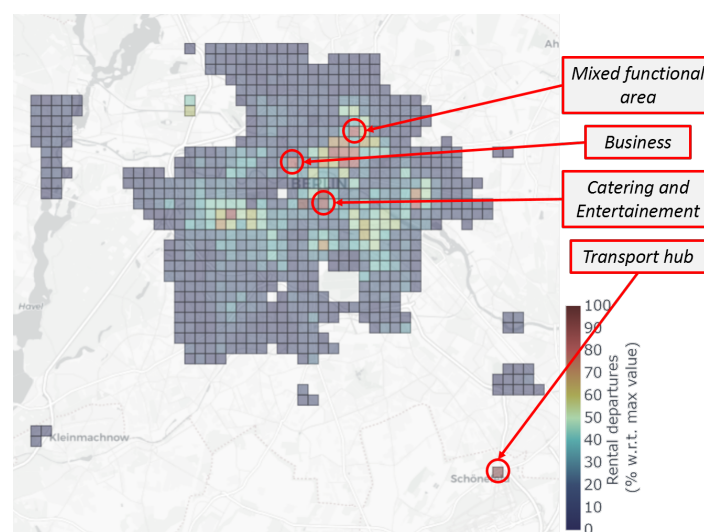 Ah
Mixed functional
area
Business
BERLIN
Catering and
Entertainement
Transport hub
Havel
100
90
80
70
60
50
40
30
20
10
0
Rental departures
(% w.r.t. max value)
Kleinmachnow